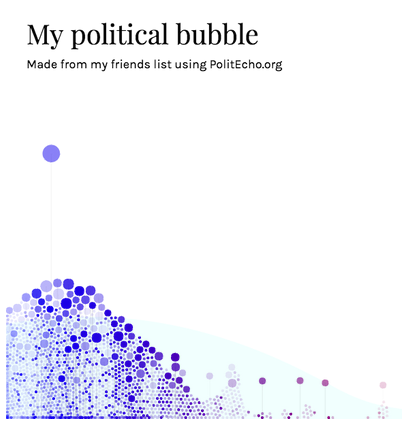 My political bubble
Made from my friends list using PolitEcho.org